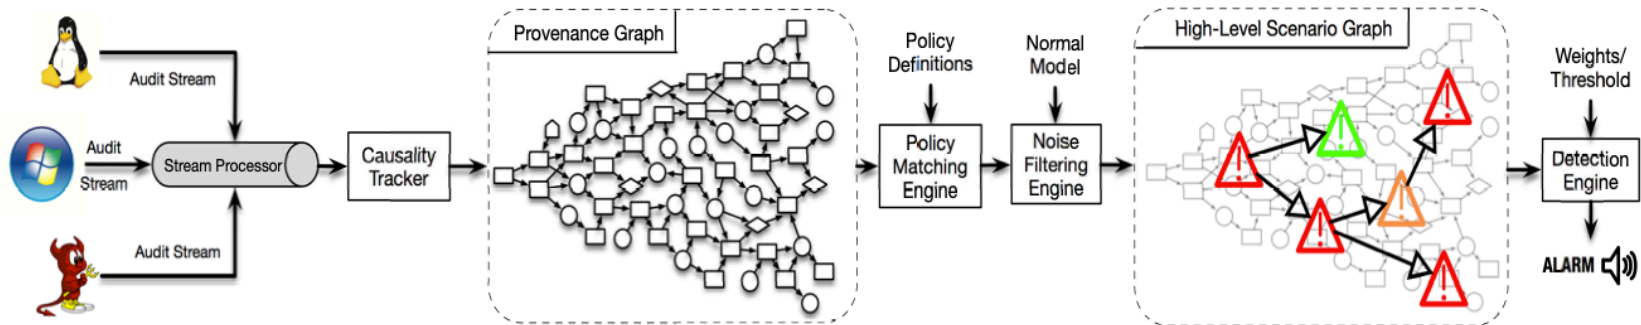 Audit Stream
Audit
Stream
Audit Stream
Stream Processor
Causality
Tracker
Provenance Graph
Policy
Definitions
Policy
Matching
Engine
Normal
Model
Noise
Filtering
Engine
High-Level Scenario Graph
Weights/
Threshold
Detection
Engine
ALARM